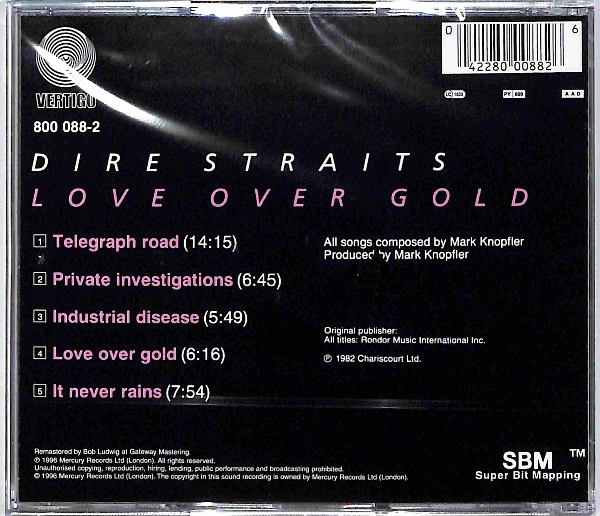 0 6
42280 00882
VERTIGO
LC 1633
PY 899
AAD
800 088-2
DIRE STRAITS
LOVE OVER GOLD
1 Telegraph road (14:15)
2 Private investigations (6:45)
3 Industrial disease (5:49)
4 Love over gold (6:16)
5 It never rains (7:54)
All songs composed by Mark Knopfler
Produced by Mark Knopfler
Original publisher:
All titles: Rondor Music International Inc.
℗ 1982 Chariscourt Ltd.
Remastered by Bob Ludwig at Gateway Mastering.
℗ 1996 Mercury Records Ltd (London). All rights reserved.
Unauthorised copying, reproduction, hiring, lending, public performance and broadcasting prohibited.
© 1996 Mercury Records Ltd (London). The copyright in this sound recording is owned by Mercury Records Ltd (London).
SBM TM
Super Bit Mapping